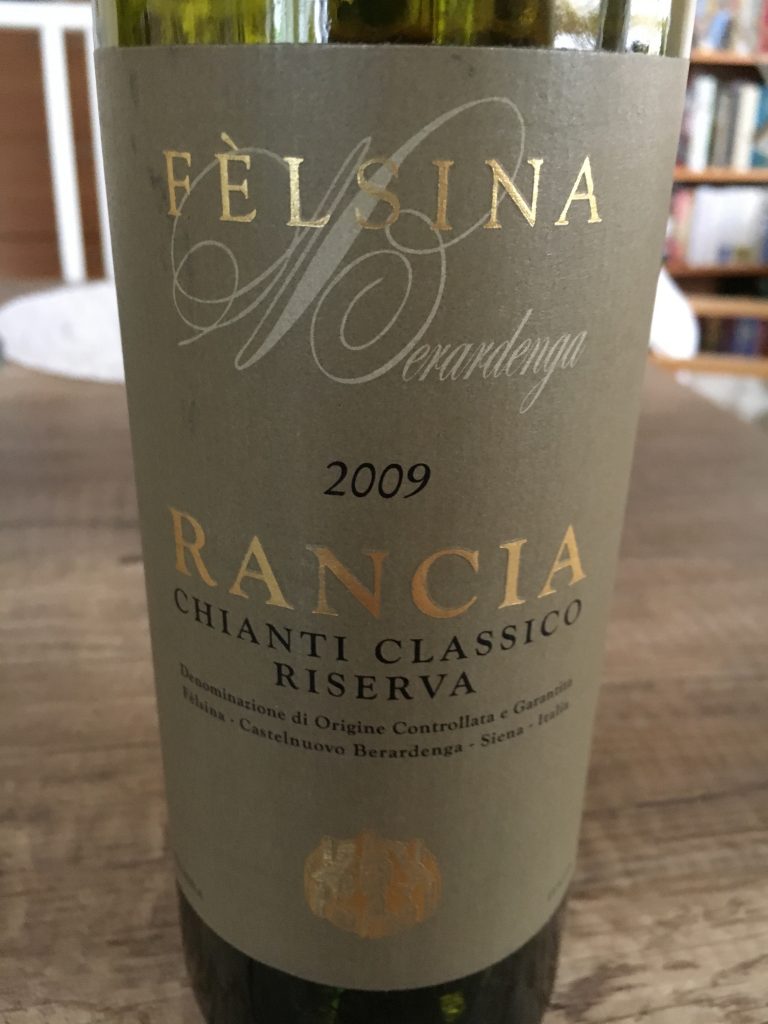 FÈLSINA
Berardenga
2009
RANCIA
CHIANTI CLASSICO
RISERVA
Denominazione di Origine Controllata e Garantita
Fèlsina - Castelnuovo Berardenga - Siena - Italia